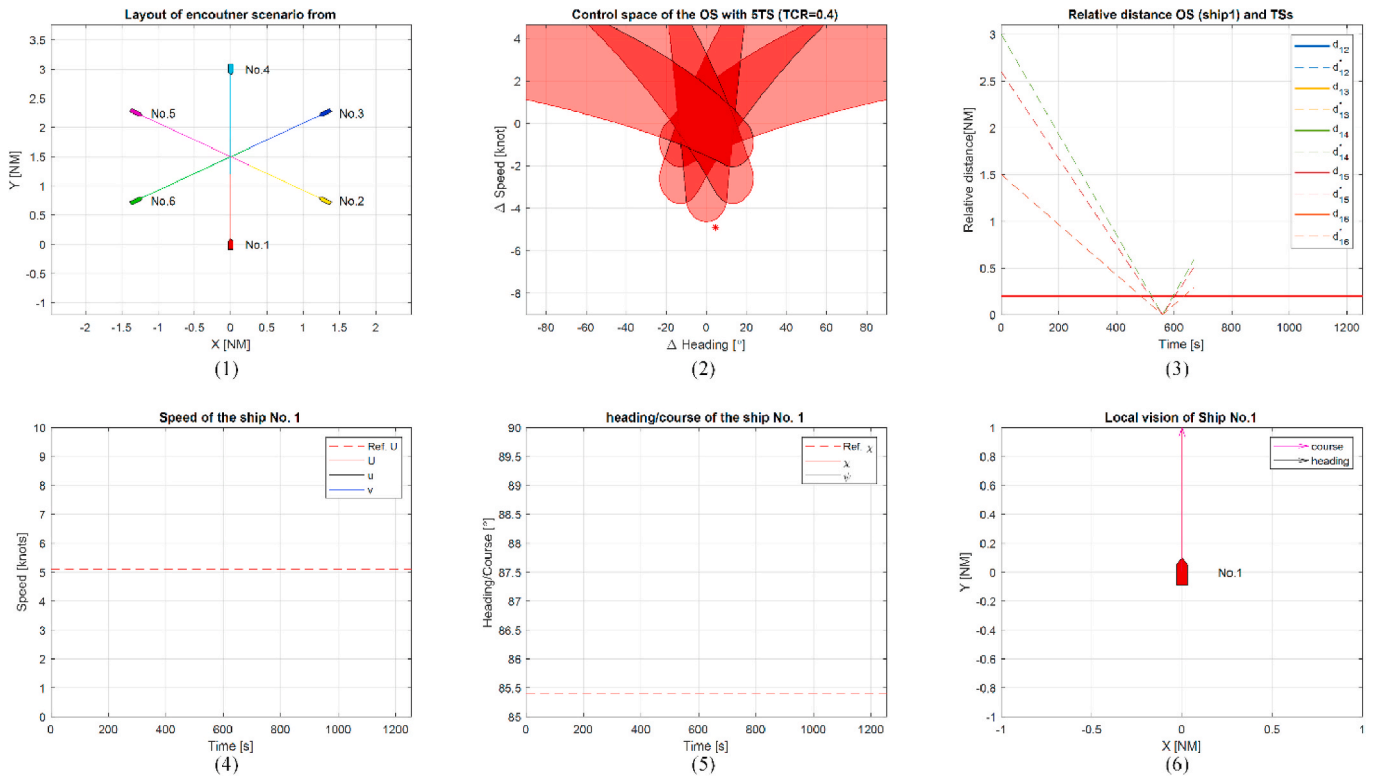 Layout of encoutner scenario from
3.5
3
2.5
2
1.5
1
0.5
0
-0.5
-1
Y [NM]
No.4
No.5
No.3
No.6
No.2
No.1
-2
-1.5
-1
-0.5
0
0.5
1
1.5
2
X [NM]
(1)
Control space of the OS with 5TS (TCR=0.4)
4
2
0
-2
-4
-6
-8
Δ Speed [knot]
-80
-60
-40
-20
0
20
40
60
80
Δ Heading [°]
(2)
Relative distance OS (ship1) and TSs
3
2.5
2
1.5
1
0.5
0
Relative distance[NM]
d12
d*12
d13
d*13
d14
d*14
d15
d*15
d16
d*16
0
200
400
600
800
1000
1200
Time [s]
(3)
Speed of the ship No. 1
10
9
8
7
6
5
4
3
2
1
0
Speed [knots]
Ref. U
U
u
v
0
200
400
600
800
1000
1200
Time [s]
(4)
heading/course of the ship No. 1
90
89.5
89
88.5
88
87.5
87
86.5
86
85.5
85
Heading/Course [°]
Ref. χ
χ
ψ
0
200
400
600
800
1000
1200
Time [s]
(5)
Local vision of Ship No.1
1
0.8
0.6
0.4
0.2
0
-0.2
-0.4
-0.6
-0.8
-1
Y [NM]
course
heading
No.1
-1
-0.5
0
0.5
1
X [NM]
(6)